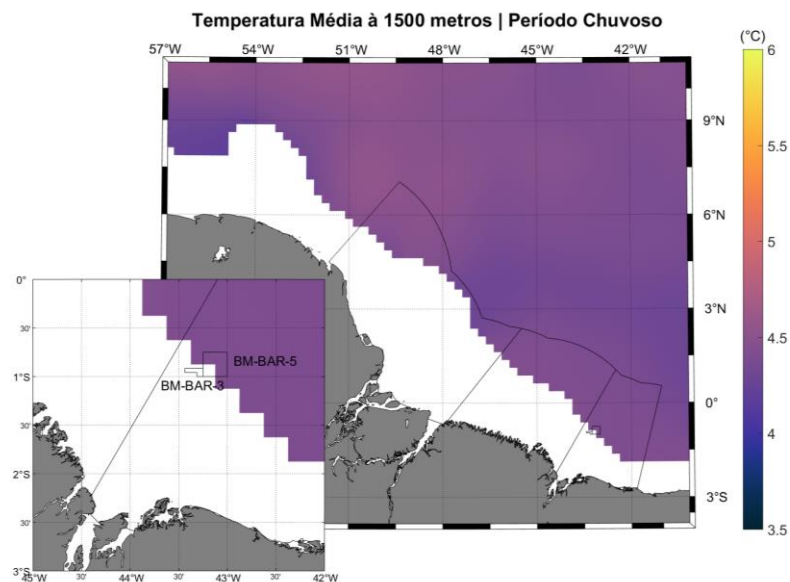 Temperatura Média à 1500 metros | Período Chuvoso
(°C)
57°W 54°W 51°W 48°W 45°W 42°W
6
5.5
5
4.5
4
3.5
9°N
6°N
3°N
0°
3°S
0°
30'
1°S
30'
2°S
30'
3°S
BM-BAR-5
BM-BAR-3
45°W 30' 44°W 30' 43°W 30' 42°W